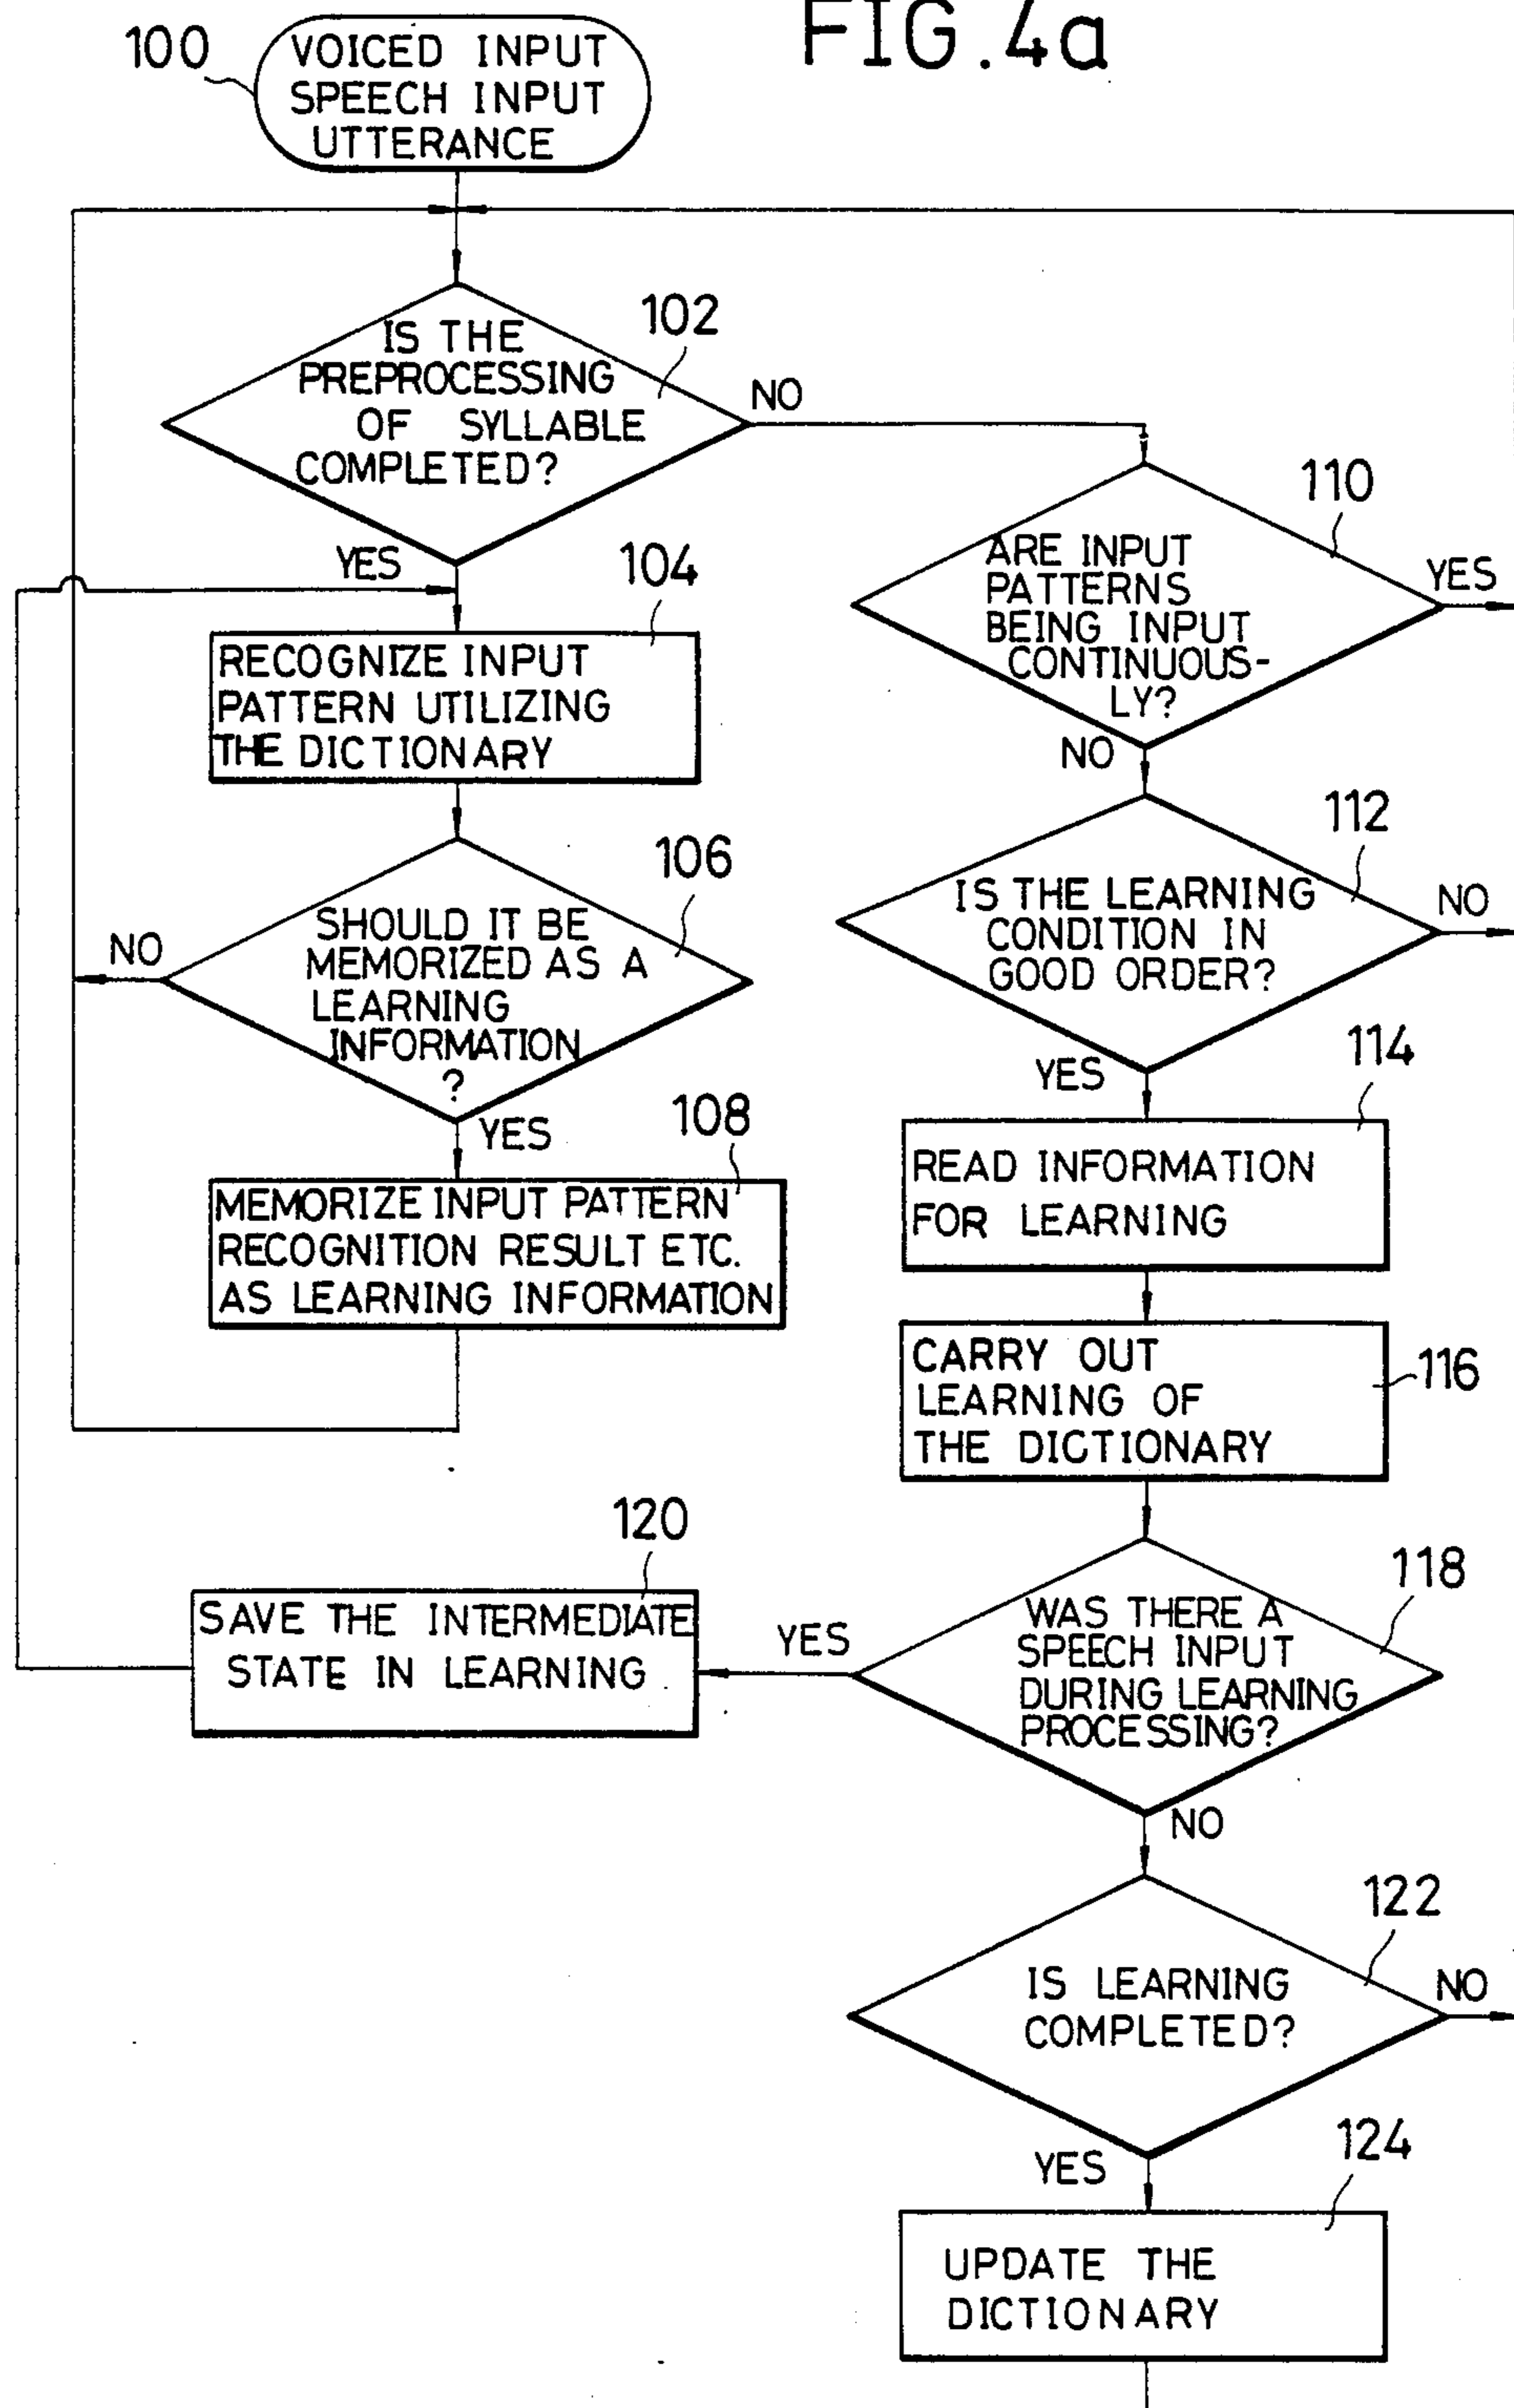 FIG.4a
100
VOICED INPUT
SPEECH INPUT
UTTERANCE
102
IS THE
PREPROCESSING
OF SYLLABLE
COMPLETED?
NO
YES
110
ARE INPUT
PATTERNS
BEING INPUT
CONTINUOUS-
LY?
YES
NO
104
RECOGNIZE INPUT
PATTERN UTILIZING
THE DICTIONARY
106
SHOULD IT BE
MEMORIZED AS A
LEARNING
INFORMATION
?
NO
YES
112
IS THE LEARNING
CONDITION IN
GOOD ORDER?
NO
YES
108
MEMORIZE INPUT PATTERN
RECOGNITION RESULT ETC.
AS LEARNING INFORMATION
114
READ INFORMATION
FOR LEARNING
116
CARRY OUT
LEARNING OF
THE DICTIONARY
118
WAS THERE A
SPEECH INPUT
DURING LEARNING
PROCESSING?
YES
NO
120
SAVE THE INTERMEDIATE
STATE IN LEARNING
122
IS LEARNING
COMPLETED?
NO
YES
124
UPDATE THE
DICTIONARY